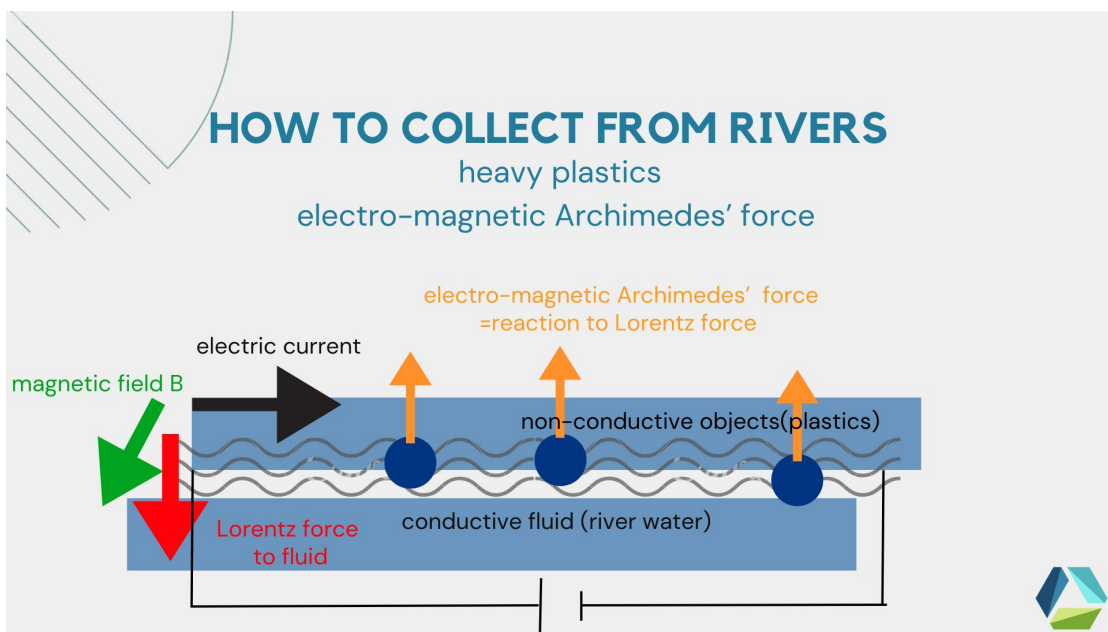 HOW TO COLLECT FROM RIVERS
heavy plastics
electro-magnetic Archimedes' force
electro-magnetic Archimedes' force
=reaction to Lorentz force
electric current
magnetic field B
non-conductive objects(plastics)
conductive fluid (river water)
Lorentz force
to fluid